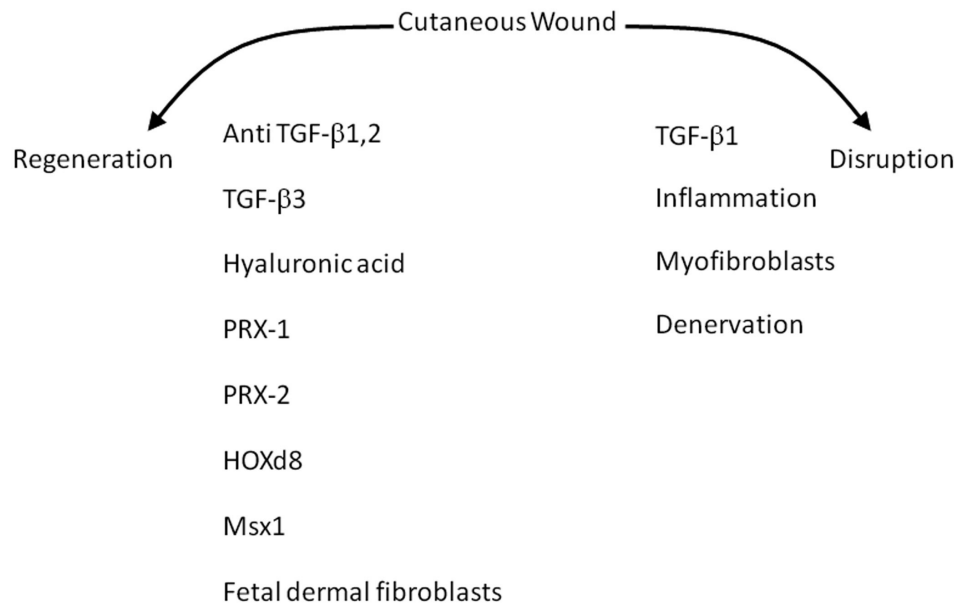 Cutaneous Wound
Regeneration
Anti TGF-β1,2
TGF-β3
Hyaluronic acid
PRX-1
PRX-2
HOXd8
Msx1
Fetal dermal fibroblasts
TGF-β1
Inflammation
Myofibroblasts
Denervation
Disruption